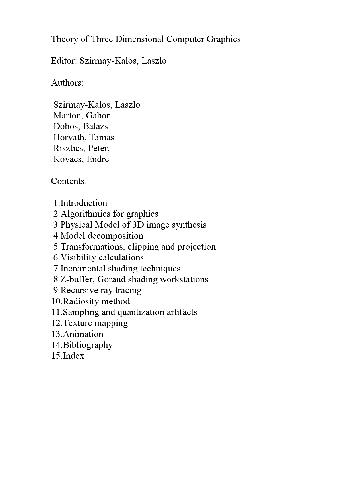 Theory of Three Dimensional Computer Graphics
Editor: Szirmay-Kalos, Laszlo
Authors:
Szirmay-Kalos, Laszlo
Marton, Gabor
Dobos, Balazs
Horvath, Tamas
Risztics, Peter
Kovacs, Endre
Contents:
1 Introduction
2 Algorithmics for graphics
3 Physical Model of 3D image synthesis
4 Model decomposition
5 Transformations, clipping and projection
6 Visibility calculations
7 Incremental shading techniques
8 Z-buffer, Goraud shading workstations
9 Recursive ray tracing
10.Radiosity method
11.Sampling and quantization artifacts
12.Texture mapping
13.Animation
14.Bibliography
15.Index